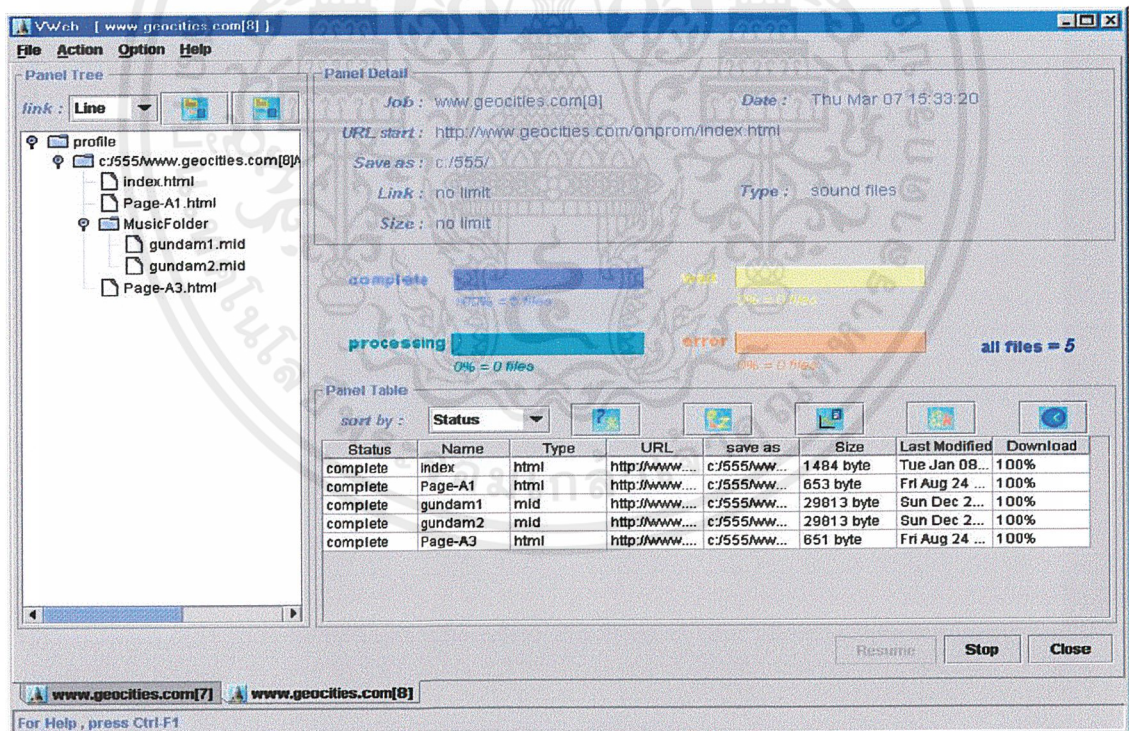 VWeb [ www.geocities.com[8] ]
File Action Option Help
Panel Tree
link : Line
profile
c:/555/www.geocities.com[8]/
index.html
Page-A1.html
MusicFolder
gundam1.mid
gundam2.mid
Page-A3.html
Panel Detail
Job : www.geocities.com[8] Date : Thu Mar 07 15:33:20
URL start : http://www.geocities.com/onprom/index.html
Save as : c:/555/
Link : no limit Type : sound files
Size : no limit
complete wait
100% = 5 files 0% = 0 files
processing error all files = 5
0% = 0 files 0% = 0 files
Panel Table
sort by : Status
Status Name Type URL save as Size Last Modified Download
complete index html http://www.... c:/555/ww... 1484 byte Tue Jan 08... 100%
complete Page-A1 html http://www.... c:/555/ww... 653 byte Fri Aug 24 ... 100%
complete gundam1 mid http://www.... c:/555/ww... 29813 byte Sun Dec 2... 100%
complete gundam2 mid http://www.... c:/555/ww... 29813 byte Sun Dec 2... 100%
complete Page-A3 html http://www.... c:/555/ww... 651 byte Fri Aug 24 ... 100%
Resume Stop Close
www.geocities.com[7] www.geocities.com[8]
For Help , press Ctrl-F1